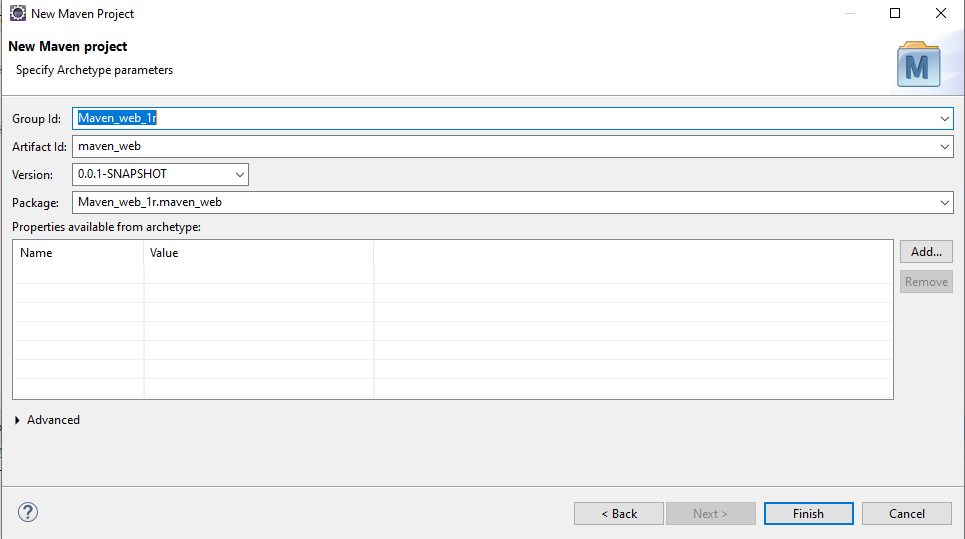 New Maven Project
New Maven project
Specify Archetype parameters
M
Group Id: Maven_web_1r
Artifact Id: maven_web
Version: 0.0.1-SNAPSHOT
Package: Maven_web_1r.maven_web
Properties available from archetype:
Name Value
Add...
Remove
Advanced
? < Back Next > Finish Cancel